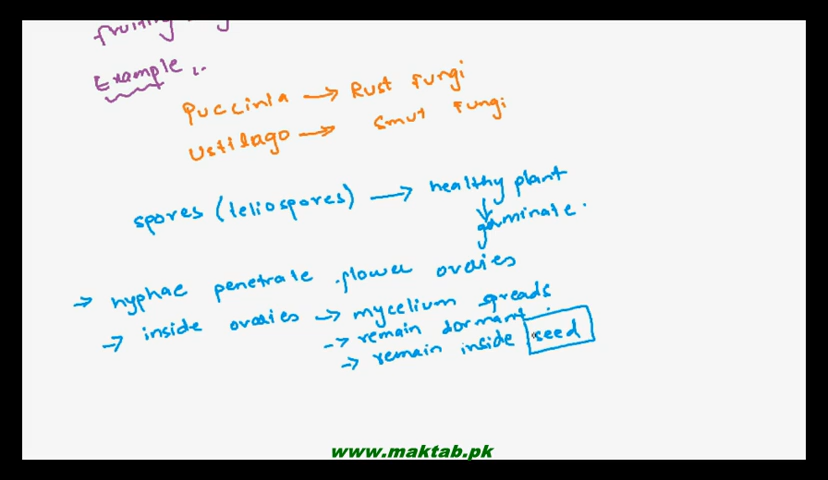 fruiting
Example :.
Puccinia → Rust Fungi
Ustilago → Smut Fungi
spores (teliospores) → healthy plant
↓
germinate.
→ hyphae penetrate flower ovaries
→ inside ovaries → mycelium spreads.
→ remain dormant
→ remain inside seed
www.maktab.pk